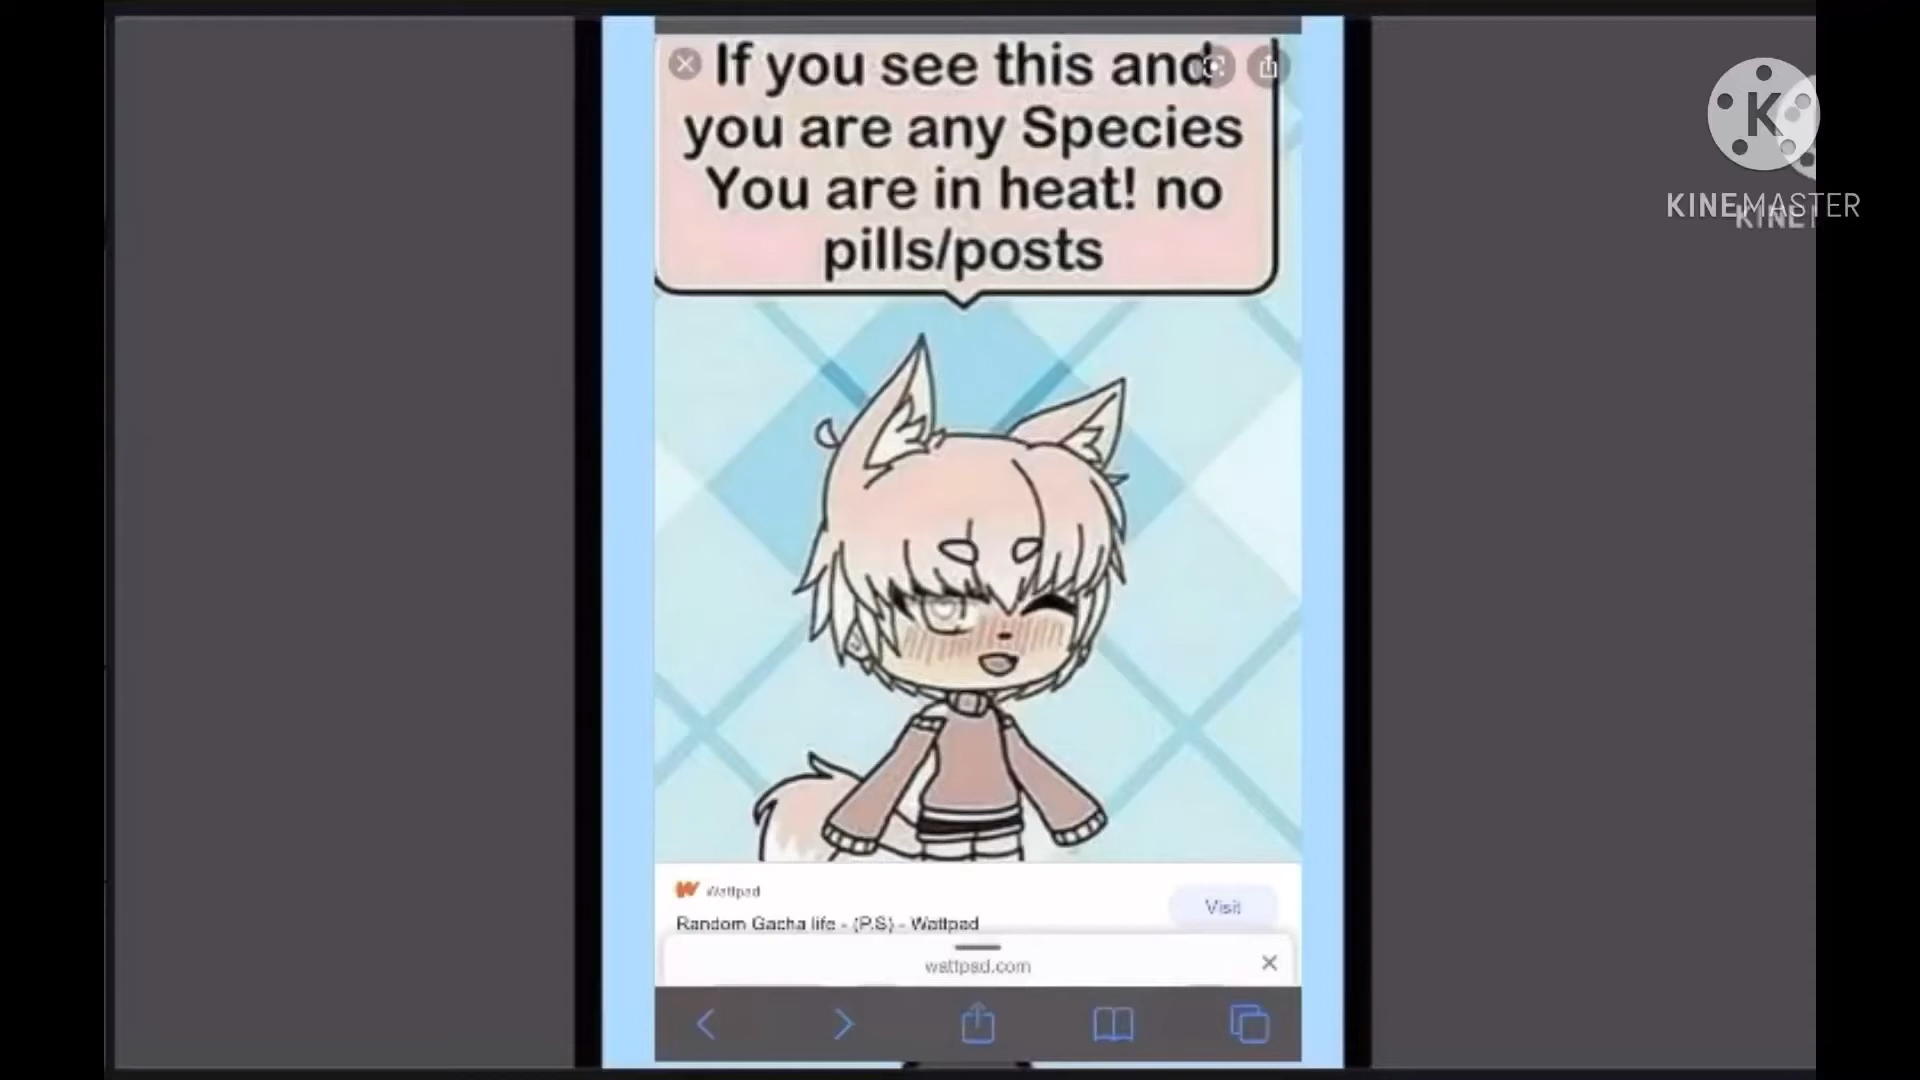 If you see this and
you are any Species
You are in heat! no
pills/posts
K
KINEMASTER
KINE
Wattpad
Visit
Random Gacha life - (P.S) - Wattpad
wattpad.com